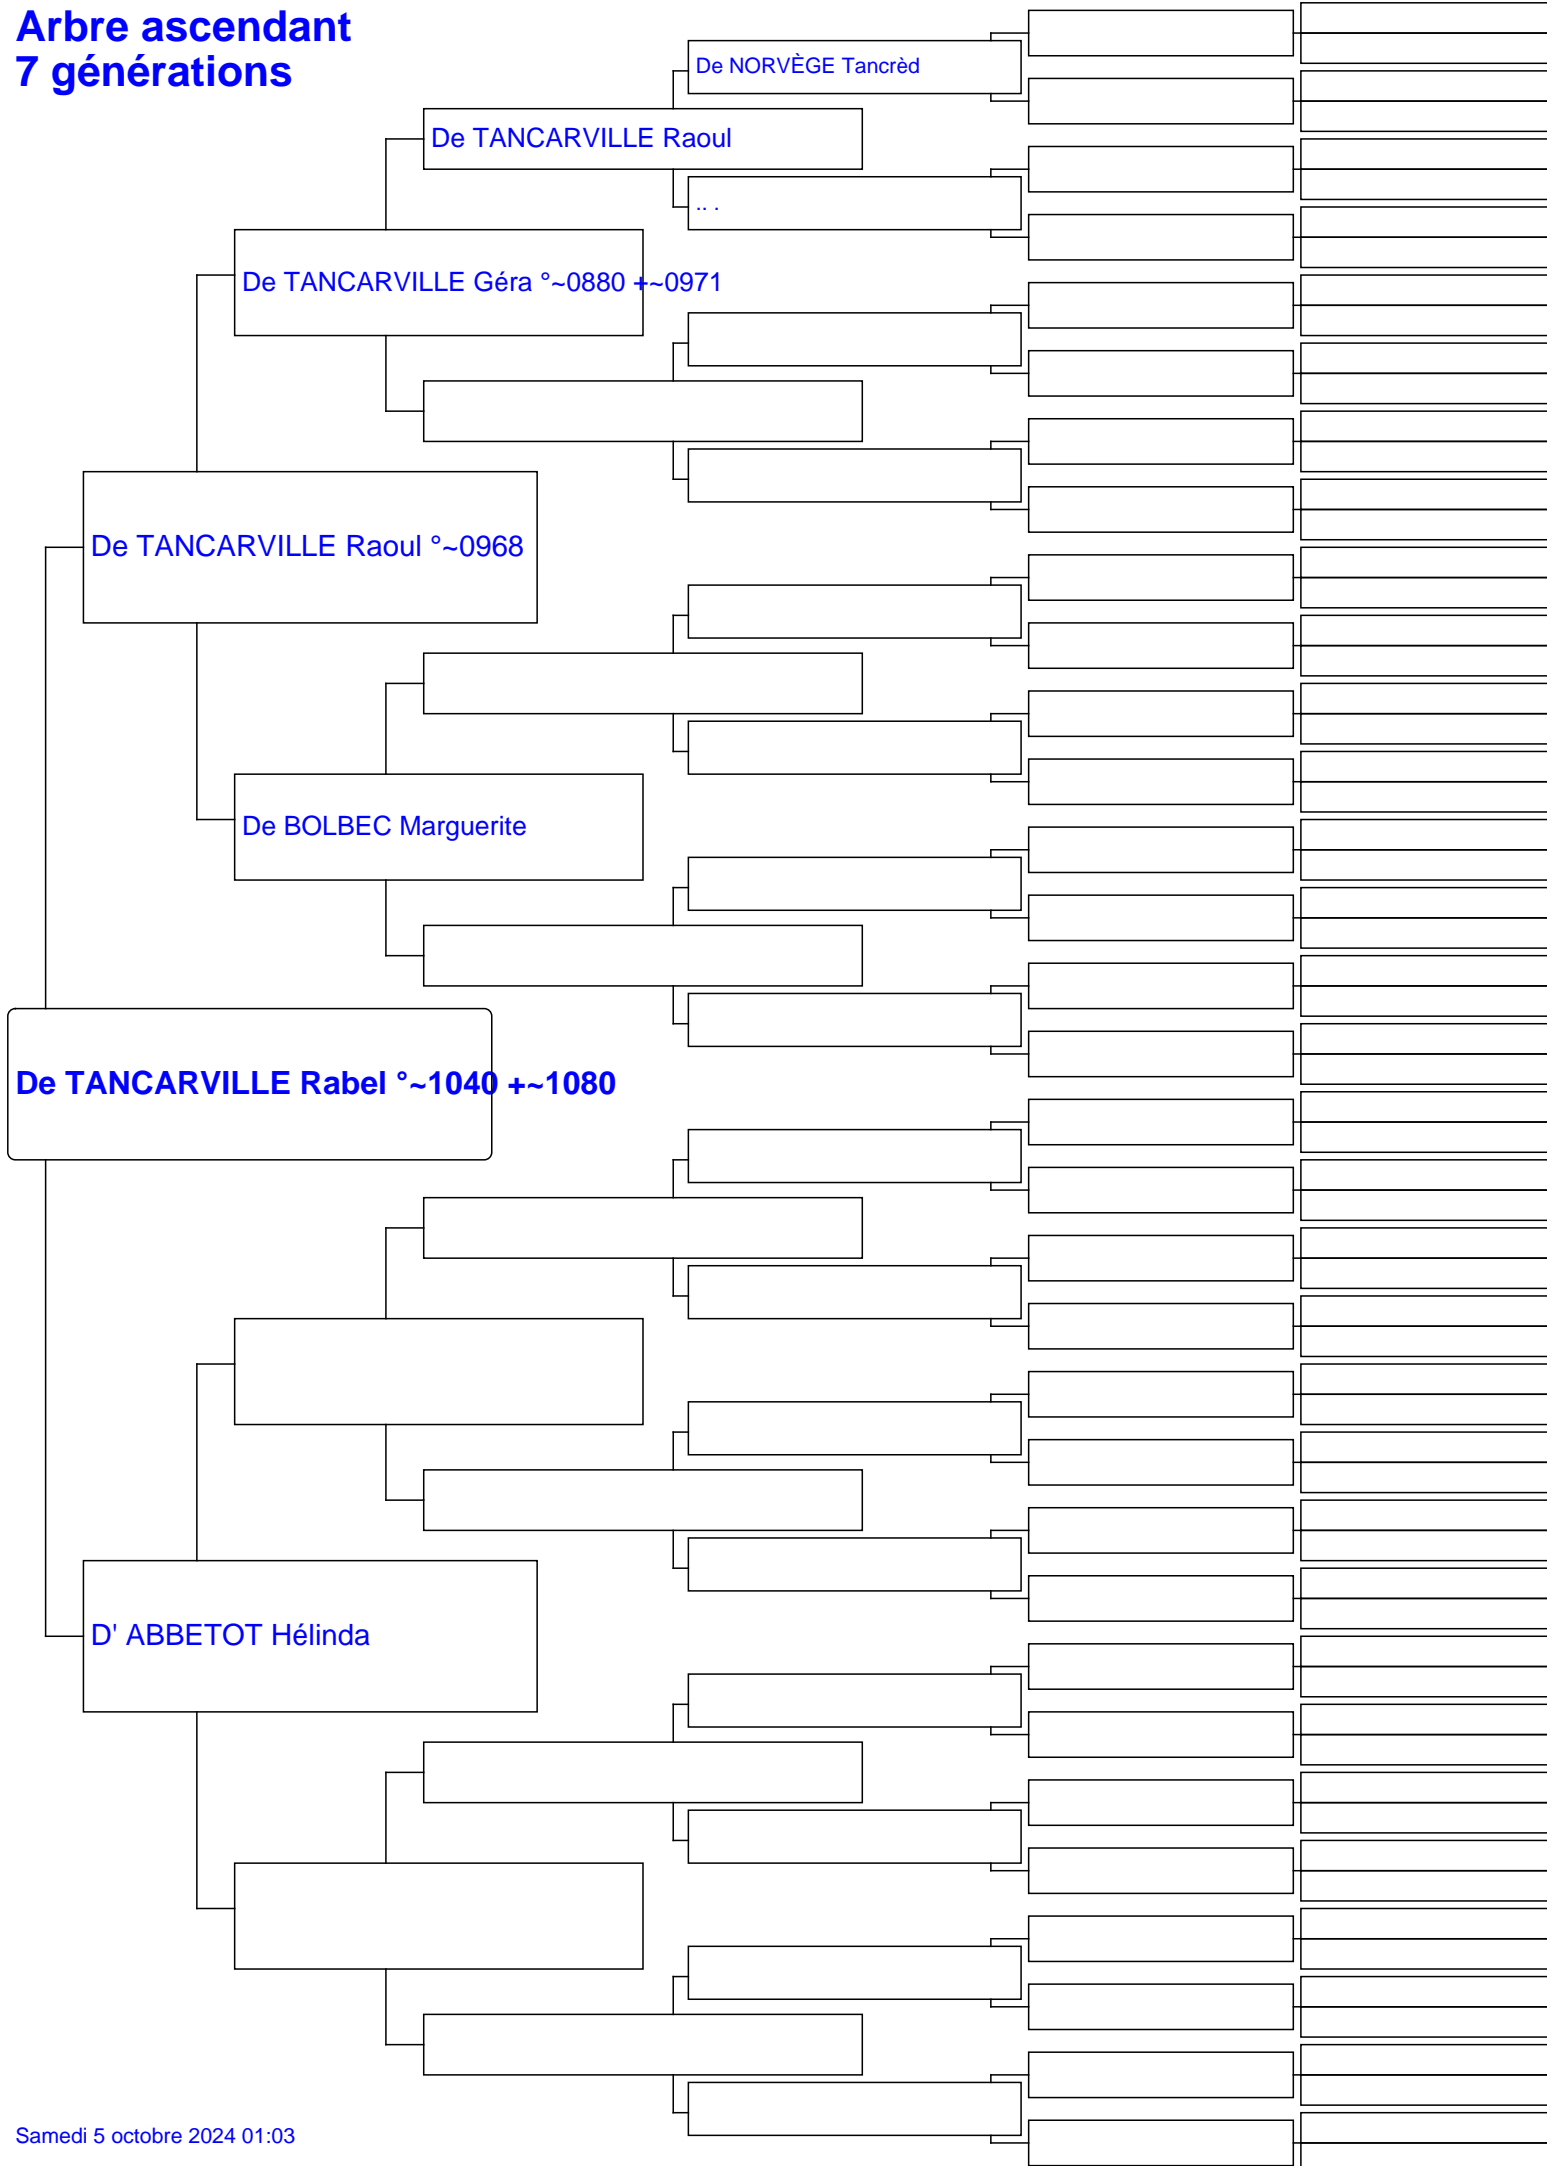 Arbre ascendant
7 générations
De NORVÈGE Tancrèd
De TANCARVILLE Raoul
.. .
De TANCARVILLE Géra °~0880 +~0971
De TANCARVILLE Raoul °~0968
De BOLBEC Marguerite
De TANCARVILLE Rabel °~1040 +~1080
D' ABBETOT Hélinda
Samedi 5 octobre 2024 01:03